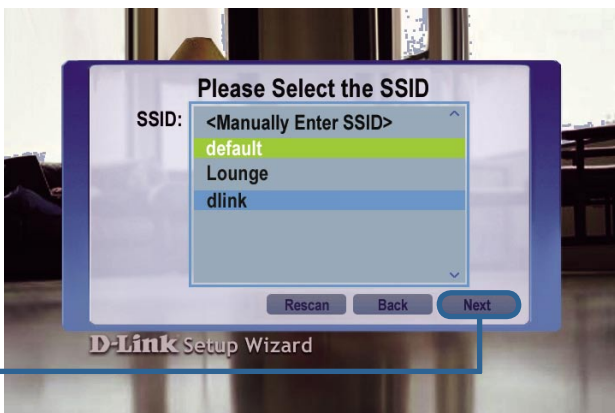 Please Select the SSID
SSID: <Manually Enter SSID>
default
Lounge
dlink
Rescan Back Next
D-Link Setup Wizard